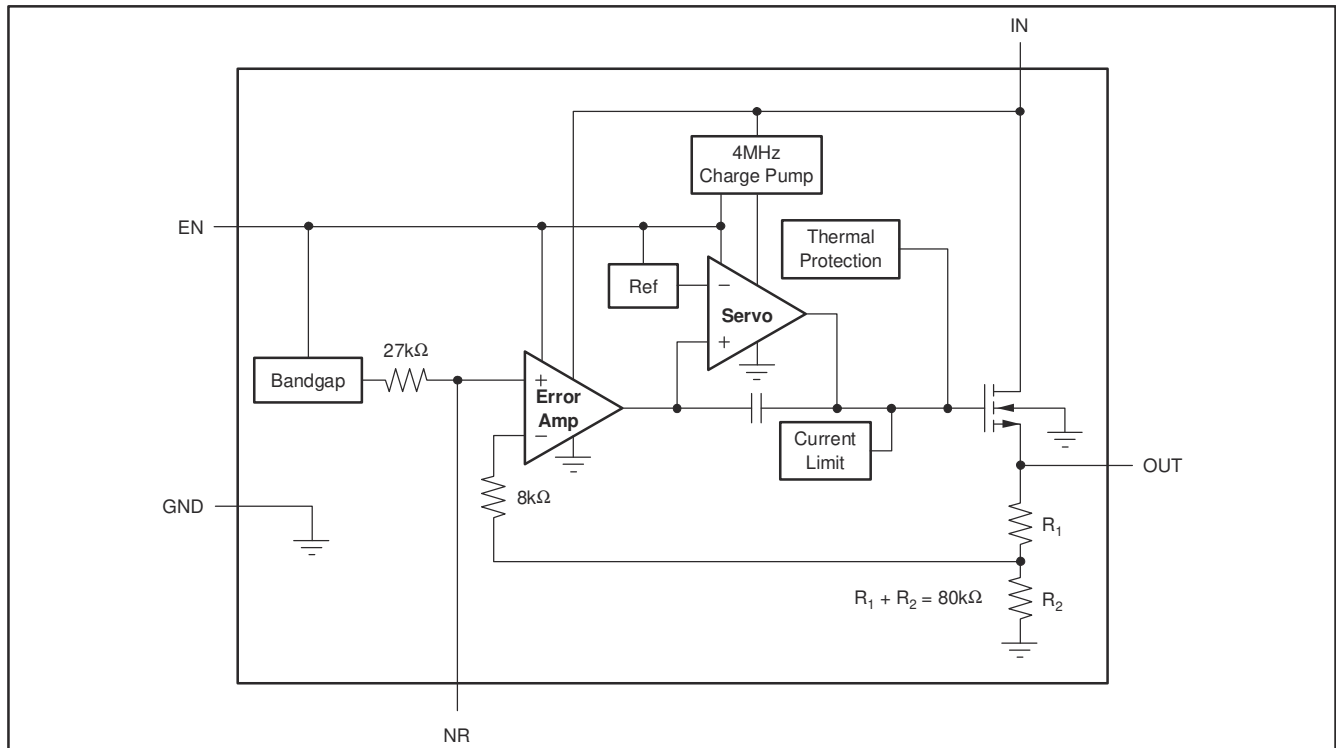 IN
4MHz
Charge Pump
EN
Thermal
Protection
Ref
−
Servo
+
27kΩ
Bandgap
+
Error
Amp
−
Current
Limit
OUT
8kΩ
GND
R1
R1 + R2 = 80kΩ
R2
NR